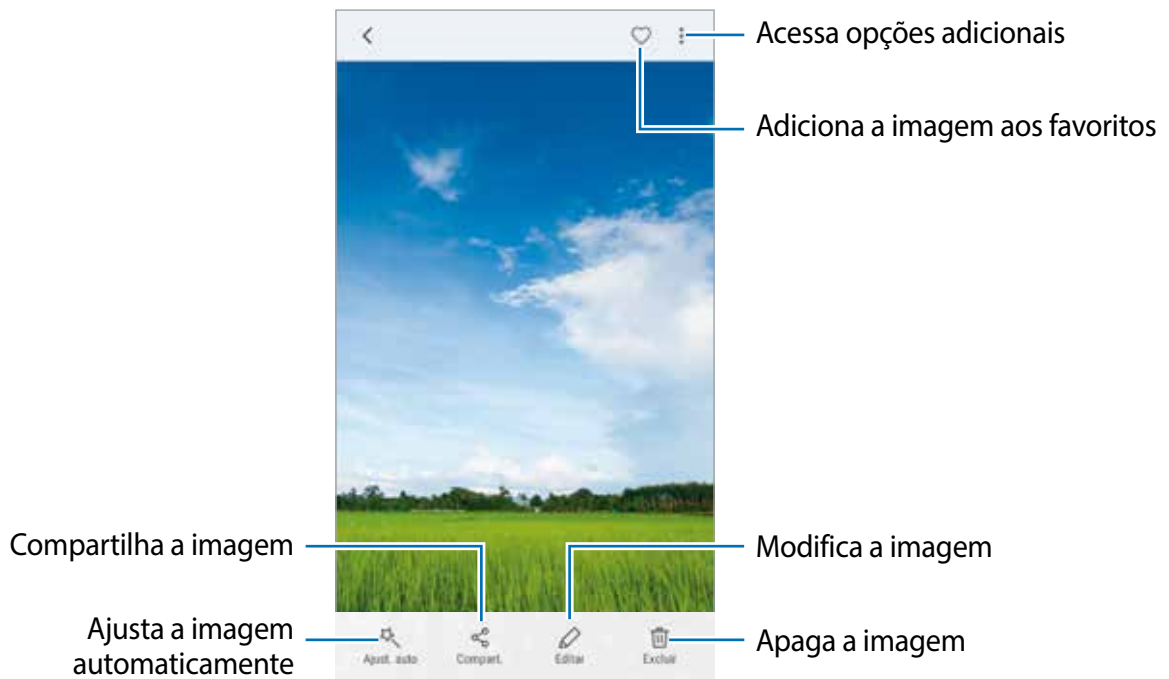 Acessa opções adicionais
Adiciona a imagem aos favoritos
Compartilha a imagem
Modifica a imagem
Ajusta a imagem
automaticamente
Apaga a imagem
Ajust. auto
Compart.
Editar
Excluir